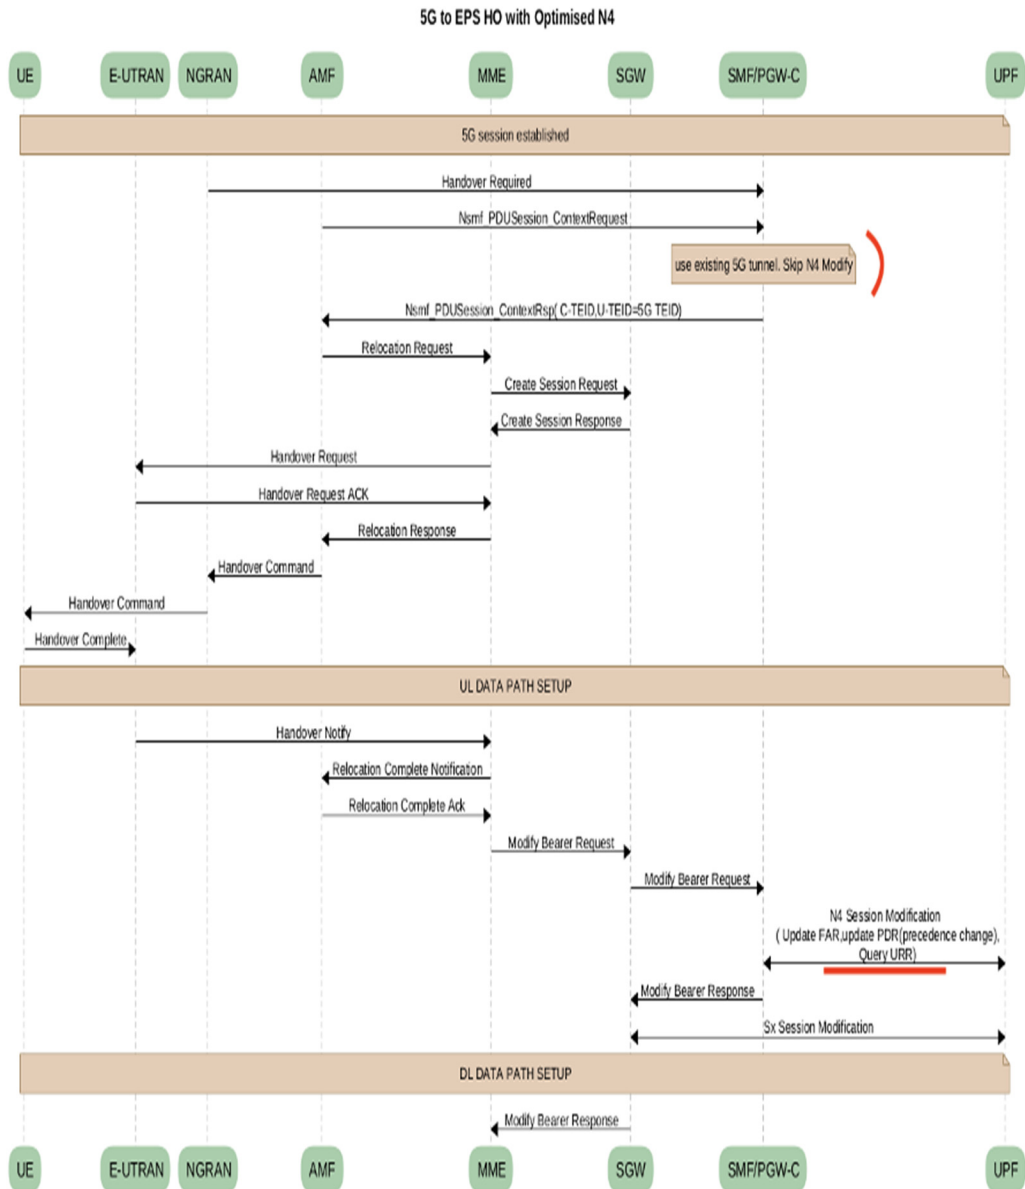 5G to EPS HO with Optimised N4
UE E-UTRAN NGRAN AMF MME SGW SMF/PGW-C UPF
5G session established
Handover Required
Nsmf_PDUSession_ContextRequest
use existing 5G tunnel. Skip N4 Modify
Nsmf_PDUSession_ContextRsp( C-TEID,U-TEID=5G TEID)
Relocation Request
Create Session Request
Create Session Response
Handover Request
Handover Request ACK
Relocation Response
Handover Command
Handover Command
Handover Complete
UL DATA PATH SETUP
Handover Notify
Relocation Complete Notification
Relocation Complete Ack
Modify Bearer Request
Modify Bearer Request
N4 Session Modification
( Update FAR,update PDR(precedence change),
Query URR)
Modify Bearer Response
Sx Session Modification
DL DATA PATH SETUP
Modify Bearer Response
UE E-UTRAN NGRAN AMF MME SGW SMF/PGW-C UPF